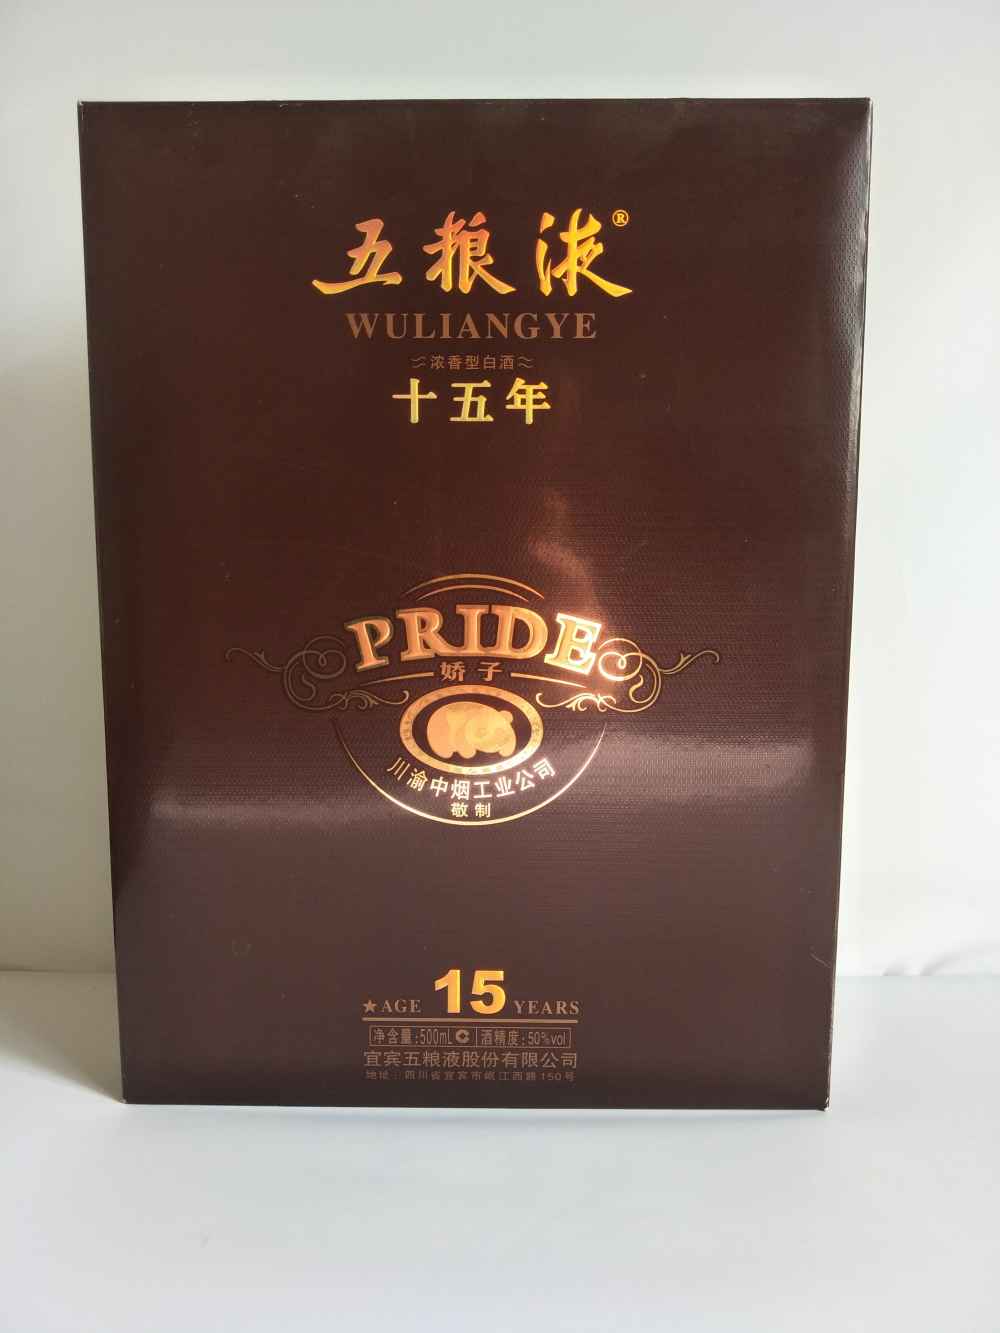 五粮液®
WULIANGYE
浓香型白酒
十五年
PRIDE
娇子
川渝中烟工业公司
敬制
★AGE 15 YEARS
净含量:500mL C 酒精度:50%vol
宜宾五粮液股份有限公司
地址:四川省宜宾市岷江西路150号